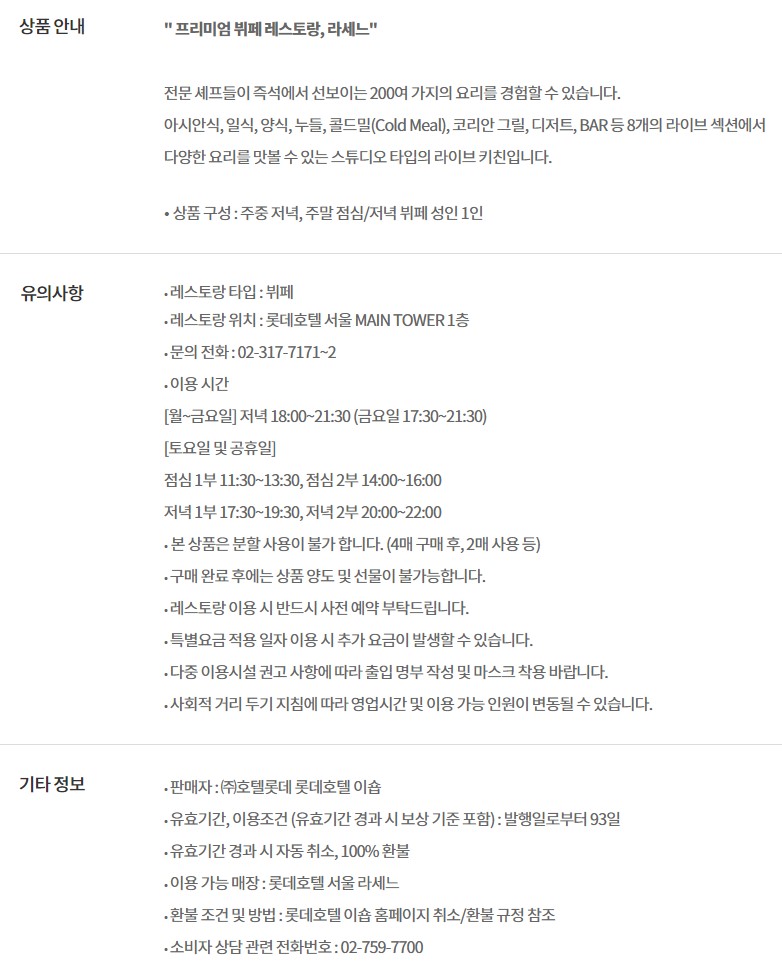 상품 안내
" 프리미엄 뷔페 레스토랑, 라세느"
전문 셰프들이 즉석에서 선보이는 200여 가지의 요리를 경험할 수 있습니다.
아시안식, 일식, 양식, 누들, 콜드밀(Cold Meal), 코리안 그릴, 디저트, BAR 등 8개의 라이브 섹션에서
다양한 요리를 맛볼 수 있는 스튜디오 타입의 라이브 키친입니다.
• 상품 구성 : 주중 저녁, 주말 점심/저녁 뷔페 성인 1인
유의사항
• 레스토랑 타입 : 뷔페
• 레스토랑 위치 : 롯데호텔 서울 MAIN TOWER 1층
• 문의 전화 : 02-317-7171~2
• 이용 시간
[월~금요일] 저녁 18:00~21:30 (금요일 17:30~21:30)
[토요일 및 공휴일]
점심 1부 11:30~13:30, 점심 2부 14:00~16:00
저녁 1부 17:30~19:30, 저녁 2부 20:00~22:00
• 본 상품은 분할 사용이 불가 합니다. (4매 구매 후, 2매 사용 등)
• 구매 완료 후에는 상품 양도 및 선물이 불가능합니다.
• 레스토랑 이용 시 반드시 사전 예약 부탁드립니다.
• 특별요금 적용 일자 이용 시 추가 요금이 발생할 수 있습니다.
• 다중 이용시설 권고 사항에 따라 출입 명부 작성 및 마스크 착용 바랍니다.
• 사회적 거리 두기 지침에 따라 영업시간 및 이용 가능 인원이 변동될 수 있습니다.
기타 정보
• 판매자 : ㈜호텔롯데 롯데호텔 이숍
• 유효기간, 이용조건 (유효기간 경과 시 보상 기준 포함) : 발행일로부터 93일
• 유효기간 경과 시 자동 취소, 100% 환불
• 이용 가능 매장 : 롯데호텔 서울 라세느
• 환불 조건 및 방법 : 롯데호텔 이숍 홈페이지 취소/환불 규정 참조
• 소비자 상담 관련 전화번호 : 02-759-7700